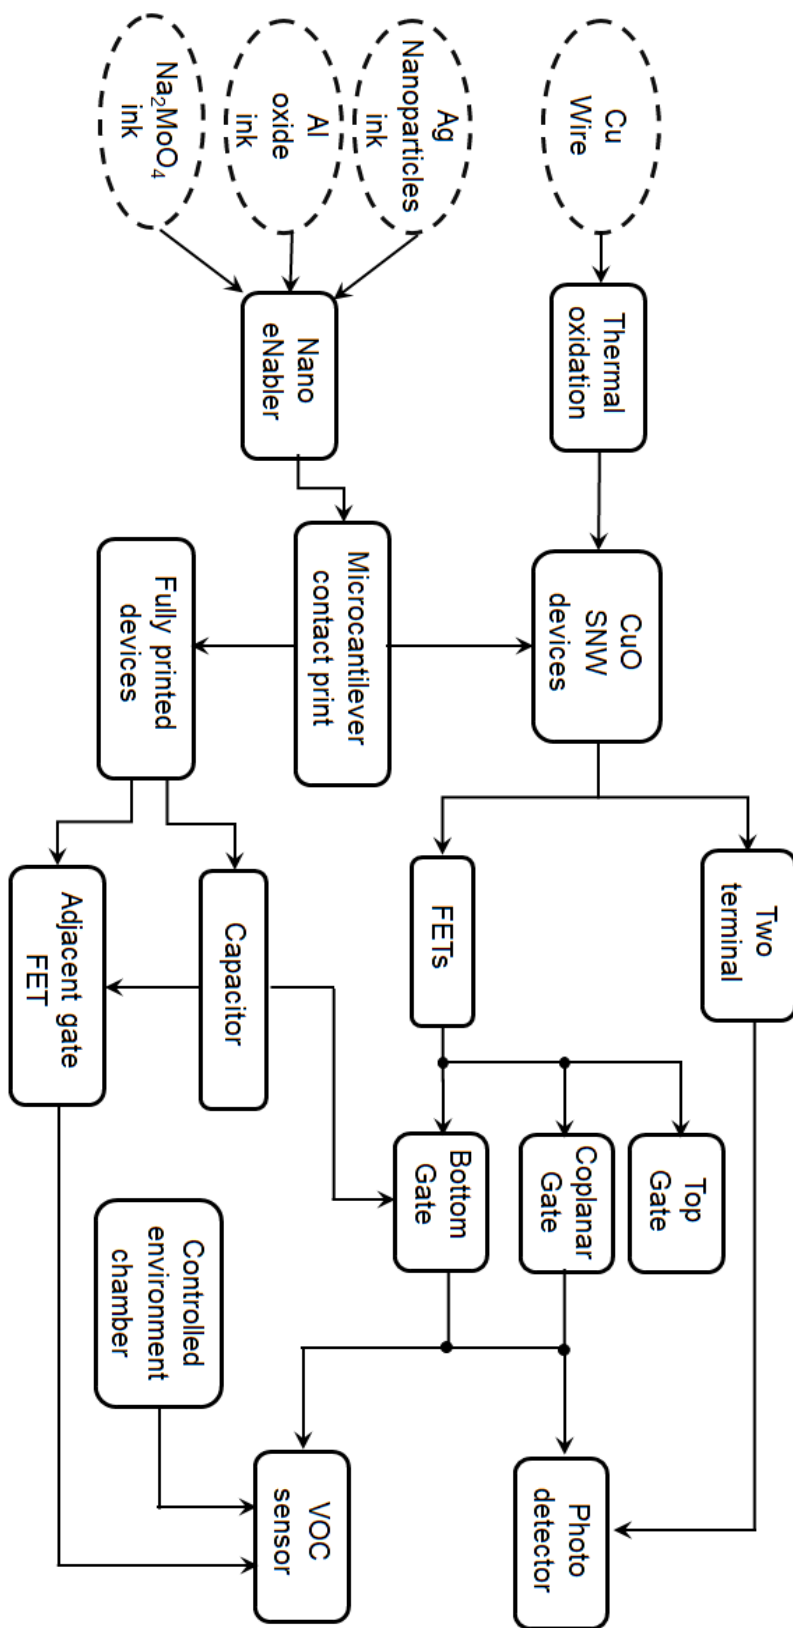 Cu
Wire
Ag
Nanoparticles
ink
Al
oxide
ink
Na₂MoO₄
ink
Thermal
oxidation
Nano
eNabler
CuO
SNW
devices
Microcantilever
contact print
Fully printed
devices
Two
terminal
FETs
Capacitor
Adjacent gate
FET
Top
Gate
Coplanar
Gate
Bottom
Gate
Controlled
environment
chamber
Photo
detector
VOC
sensor